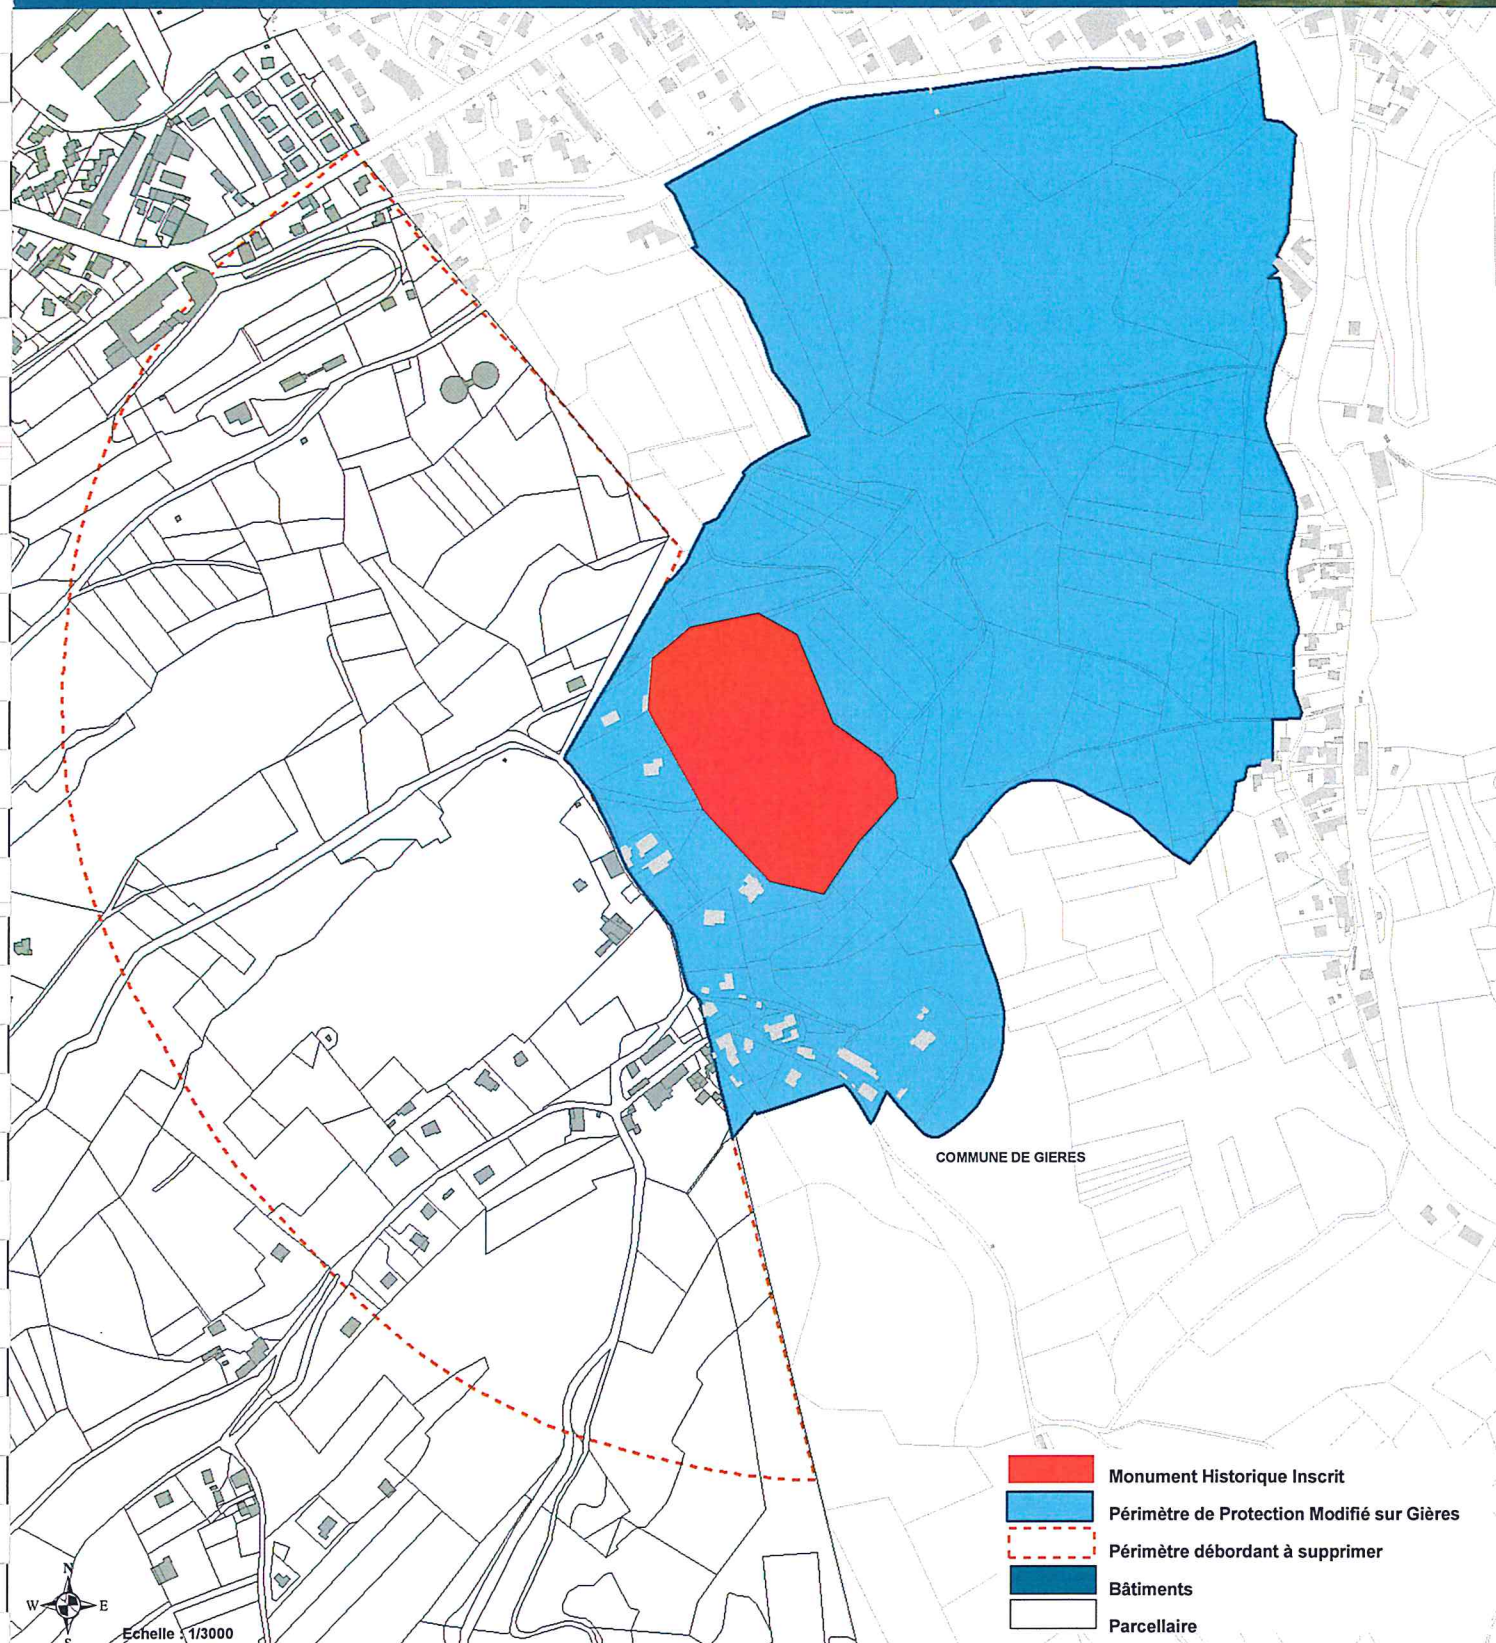 COMMUNE DE GIERES
Monument Historique Inscrit
Périmètre de Protection Modifié sur Gières
Périmètre débordant à supprimer
Bâtiments
Parcellaire
N
W E
S
Echelle : 1/3000